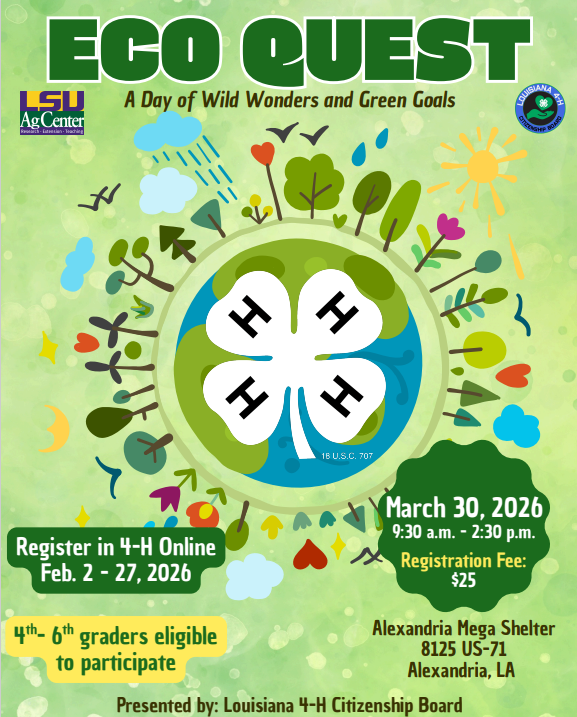 ECO QUEST
A Day of Wild Wonders and Green Goals
LSU
AgCenter
Research · Extension · Teaching
LOUISIANA 4-H
CITIZENSHIP BOARD
H H
H H
18 U.S.C. 707
March 30, 2026
9:30 a.m. - 2:30 p.m.
Registration Fee:
$25
Register in 4-H Online
Feb. 2 - 27, 2026
4th- 6th graders eligible
to participate
Alexandria Mega Shelter
8125 US-71
Alexandria, LA
Presented by: Louisiana 4-H Citizenship Board